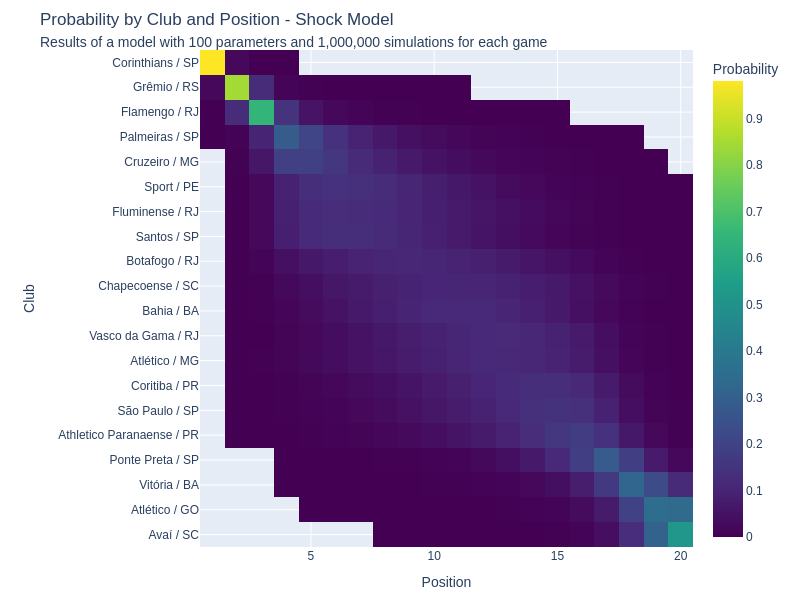 Probability by Club and Position - Shock Model
Results of a model with 100 parameters and 1,000,000 simulations for each game
Probability
Corinthians / SP
Grêmio / RS
Flamengo / RJ
Palmeiras / SP
Cruzeiro / MG
Sport / PE
Fluminense / RJ
Santos / SP
Botafogo / RJ
Chapecoense / SC
Bahia / BA
Vasco da Gama / RJ
Atlético / MG
Coritiba / PR
São Paulo / SP
Athletico Paranaense / PR
Ponte Preta / SP
Vitória / BA
Atlético / GO
Avaí / SC
Club
5
10
15
20
Position
0.9
0.8
0.7
0.6
0.5
0.4
0.3
0.2
0.1
0